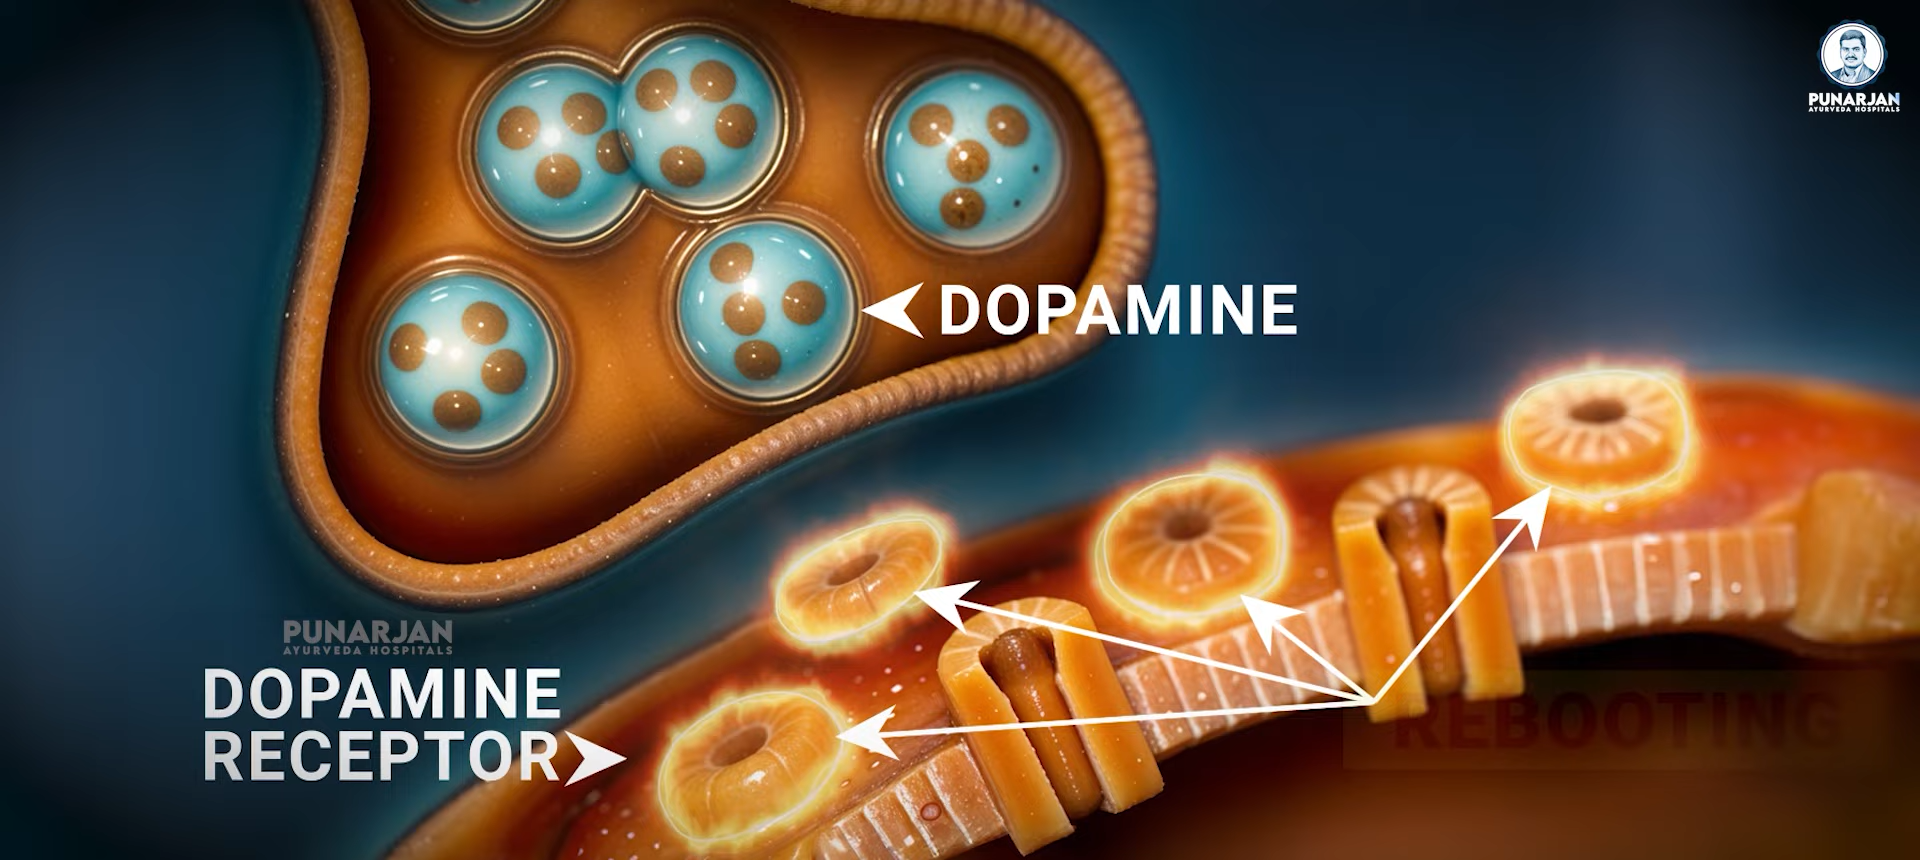 PUNARJAN
AYURVEDA HOSPITALS
DOPAMINE
PUNARJAN
AYURVEDA HOSPITALS
DOPAMINE
RECEPTOR
REBOOTING